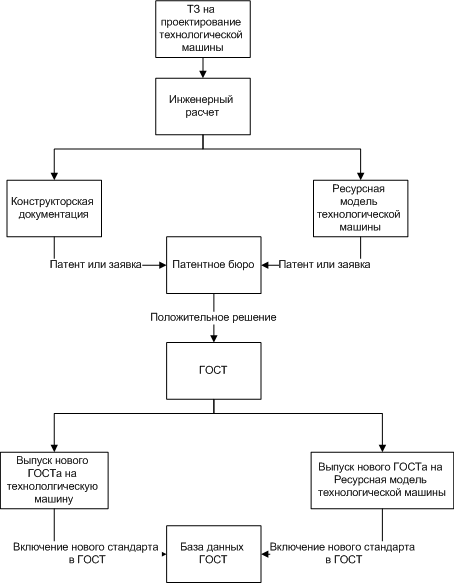 ТЗ на
проектирование
технологической
машины
Инженерный
расчет
Конструкторская
документация
Ресурсная
модель
технологической
машины
Патент или заявка
Патентное бюро
Патент или заявка
Положительное решение
ГОСТ
Выпуск нового
ГОСТа на
технололгическую
машину
Выпуск нового ГОСТа на
Ресурсная модель
технологической машины
Включение нового стандарта
в ГОСТ
База данных
ГОСТ
Включение нового стандарта
в ГОСТ